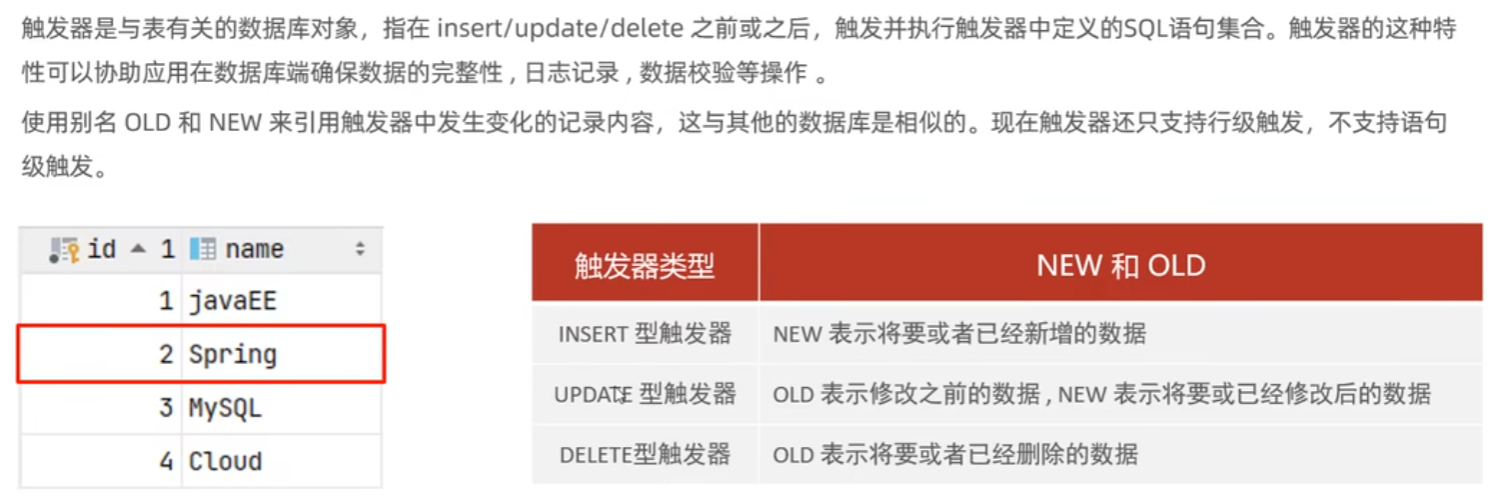 触发器是与表有关的数据库对象，指在 insert/update/delete 之前或之后，触发并执行触发器中定义的SQL语句集合。触发器的这种特
性可以协助应用在数据库端确保数据的完整性 , 日志记录 , 数据校验等操作 。
使用别名 OLD 和 NEW 来引用触发器中发生变化的记录内容，这与其他的数据库是相似的。现在触发器还只支持行级触发，不支持语句
级触发。
id 1 name
1 javaEE
2 Spring
3 MySQL
4 Cloud
触发器类型 NEW 和 OLD
INSERT 型触发器 NEW 表示将要或者已经新增的数据
UPDATE 型触发器 OLD 表示修改之前的数据 , NEW 表示将要或已经修改后的数据
DELETE型触发器 OLD 表示将要或者已经删除的数据